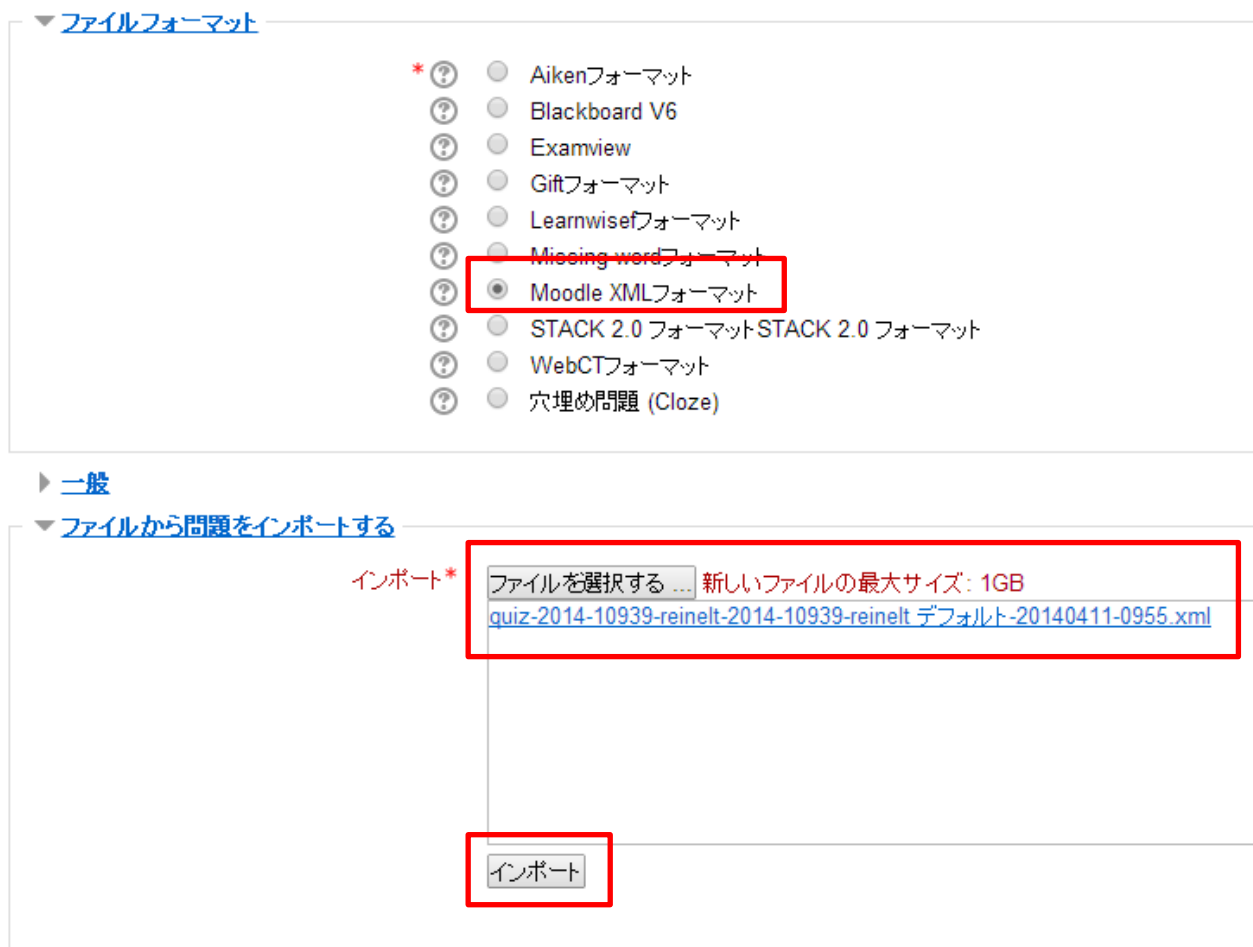 ファイルフォーマット
* Aikenフォーマット
Blackboard V6
Examview
Giftフォーマット
Learnwisefフォーマット
Missing wordフォーマット
Moodle XMLフォーマット
STACK 2.0 フォーマットSTACK 2.0 フォーマット
WebCTフォーマット
穴埋め問題 (Cloze)
一般
ファイルから問題をインポートする
インポート* ファイルを選択する ... 新しいファイルの最大サイズ: 1GB
quiz-2014-10939-reinelt-2014-10939-reinelt デフォルト-20140411-0955.xml
インポート